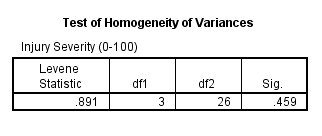 Test of Homogeneity of Variances
Injury Severity (0-100)
Levene
Statistic df1 df2 Sig.
.891 3 26 .459